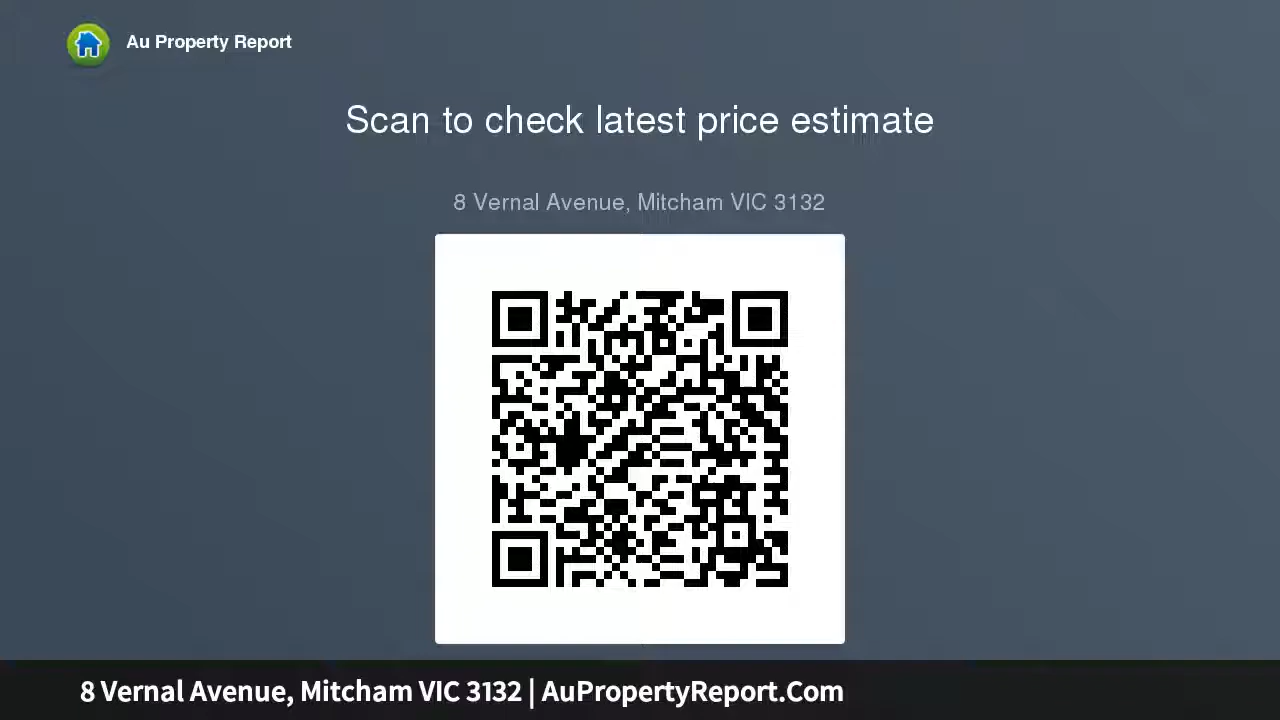 Au Property Report
Scan to check latest price estimate
8 Vernal Avenue, Mitcham VIC 3132
8 Vernal Avenue, Mitcham VIC 3132 | AuPropertyReport.Com